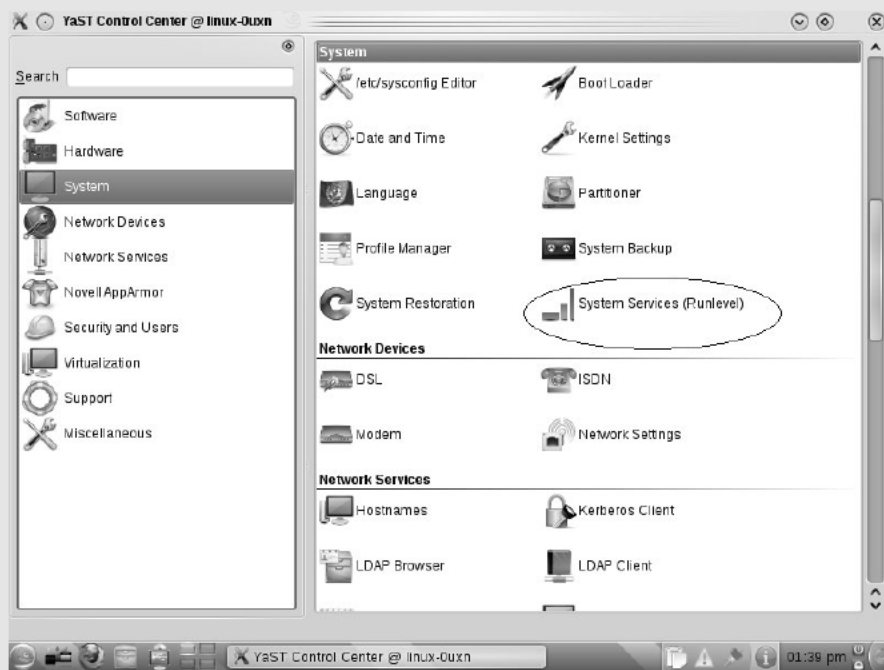 YaST Control Center @ linux-0uxn
Search
Software
Hardware
System
Network Devices
Network Services
Novell AppArmor
Security and Users
Virtualization
Support
Miscellaneous
System
/etc/sysconfig Editor
Boot Loader
Date and Time
Kernel Settings
Language
Partitioner
Profile Manager
System Backup
System Restoration
System Services (Runlevel)
Network Devices
DSL
ISDN
Modem
Network Settings
Network Services
Hostnames
Kerberos Client
LDAP Browser
LDAP Client
YaST Control Center @ linux-0uxn
01:39 pm